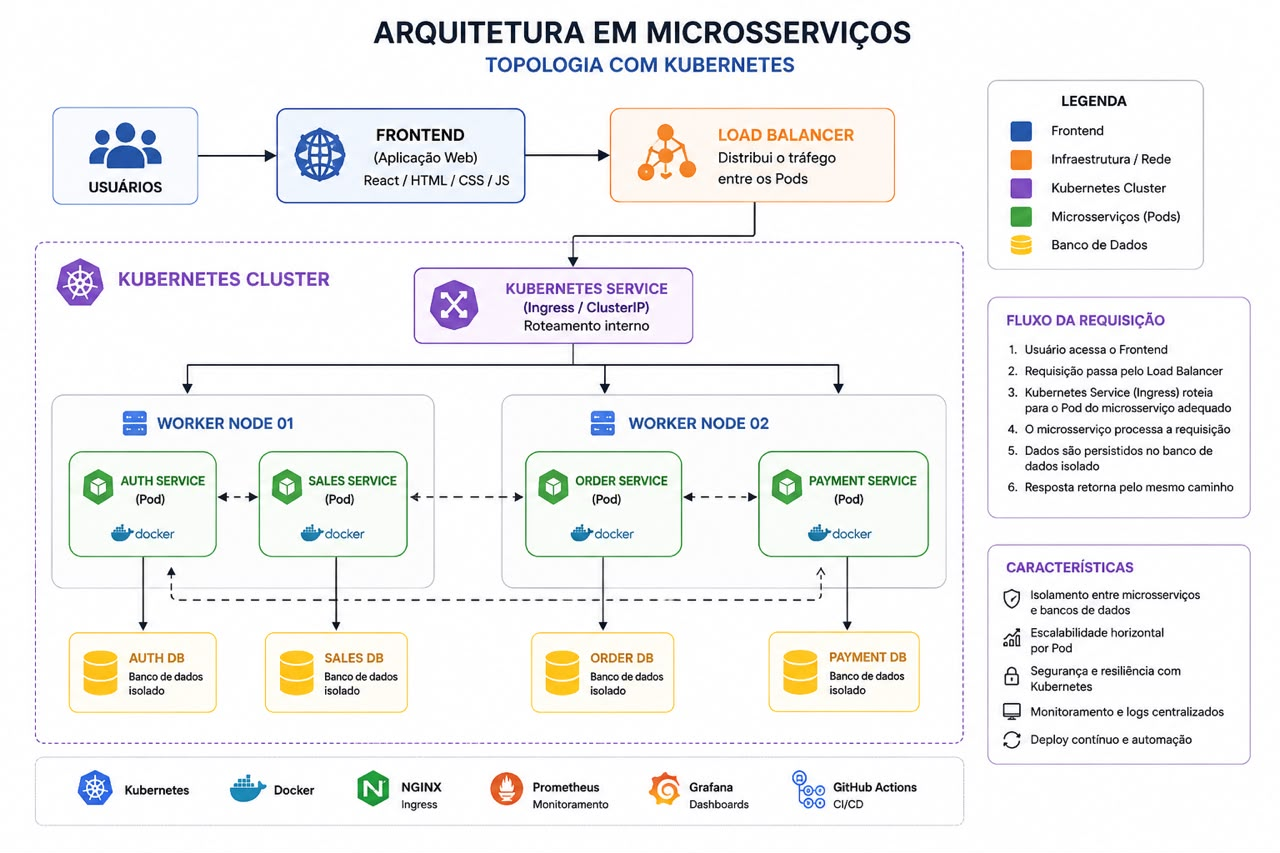 ARQUITETURA EM MICROSSERVIÇOS
TOPOLOGIA COM KUBERNETES
USUÁRIOS
FRONTEND
(Aplicação Web)
React / HTML / CSS / JS
LOAD BALANCER
Distribui o tráfego
entre os Pods
LEGENDA
Frontend
Infraestrutura / Rede
Kubernetes Cluster
Microsserviços (Pods)
Banco de Dados
KUBERNETES CLUSTER
KUBERNETES SERVICE
(Ingress / ClusterIP)
Roteamento interno
WORKER NODE 01
AUTH SERVICE
(Pod)
docker
SALES SERVICE
(Pod)
docker
WORKER NODE 02
ORDER SERVICE
(Pod)
docker
PAYMENT SERVICE
(Pod)
docker
AUTH DB
Banco de dados
isolado
SALES DB
Banco de dados
isolado
ORDER DB
Banco de dados
isolado
PAYMENT DB
Banco de dados
isolado
FLUXO DA REQUISIÇÃO
1. Usuário acessa o Frontend
2. Requisição passa pelo Load Balancer
3. Kubernetes Service (Ingress) roteia
para o Pod do microserviço adequado
4. O microserviço processa a requisição
5. Dados são persistidos no banco de
dados isolado
6. Resposta retorna pelo mesmo caminho
CARACTERÍSTICAS
Isolamento entre microserviços
e bancos de dados
Escalabilidade horizontal
por Pod
Segurança e resiliência com
Kubernetes
Monitoramento e logs centralizados
Deploy contínuo e automação
Kubernetes
Docker
NGINX
Ingress
Prometheus
Monitoramento
Grafana
Dashboards
GitHub Actions
CI/CD